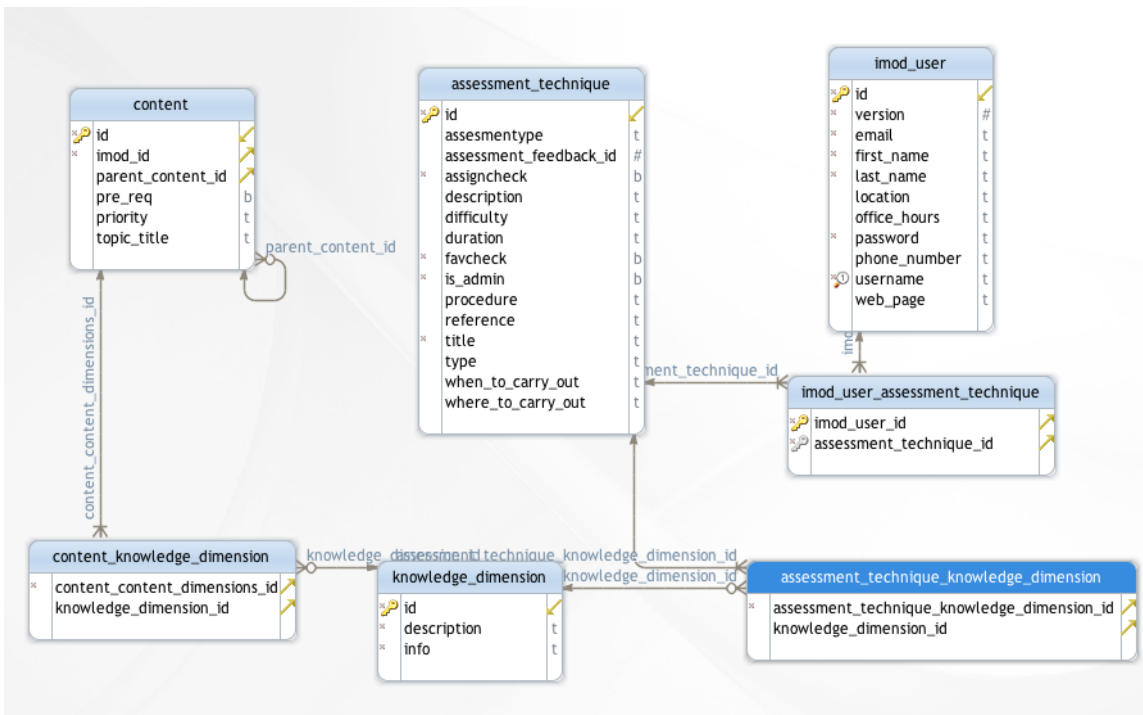 content
id
imod_id
parent_content_id
pre_req b
priority t
topic_title t
parent_content_id
content_content_dimensions_id
assessment_technique
id
assesmentype t
assessment_feedback_id #
assigncheck b
description t
difficulty t
duration t
favcheck b
is_admin b
procedure t
reference t
title t
type t
when_to_carry_out t
where_to_carry_out t
imod_user
id
version #
email t
first_name t
last_name t
location t
office_hours t
password t
phone_number t
username t
web_page t
imo
ment_technique_id
imod_user_assessment_technique
imod_user_id
assessment_technique_id
content_knowledge_dimension
content_content_dimensions_id
knowledge_dimension_id
technique_knowledge_dimension_id
knowledge_dimension_id
knowledge_dimension
id
description t
info t
assessment_technique_knowledge_dimension
assessment_technique_knowledge_dimension_id
knowledge_dimension_id